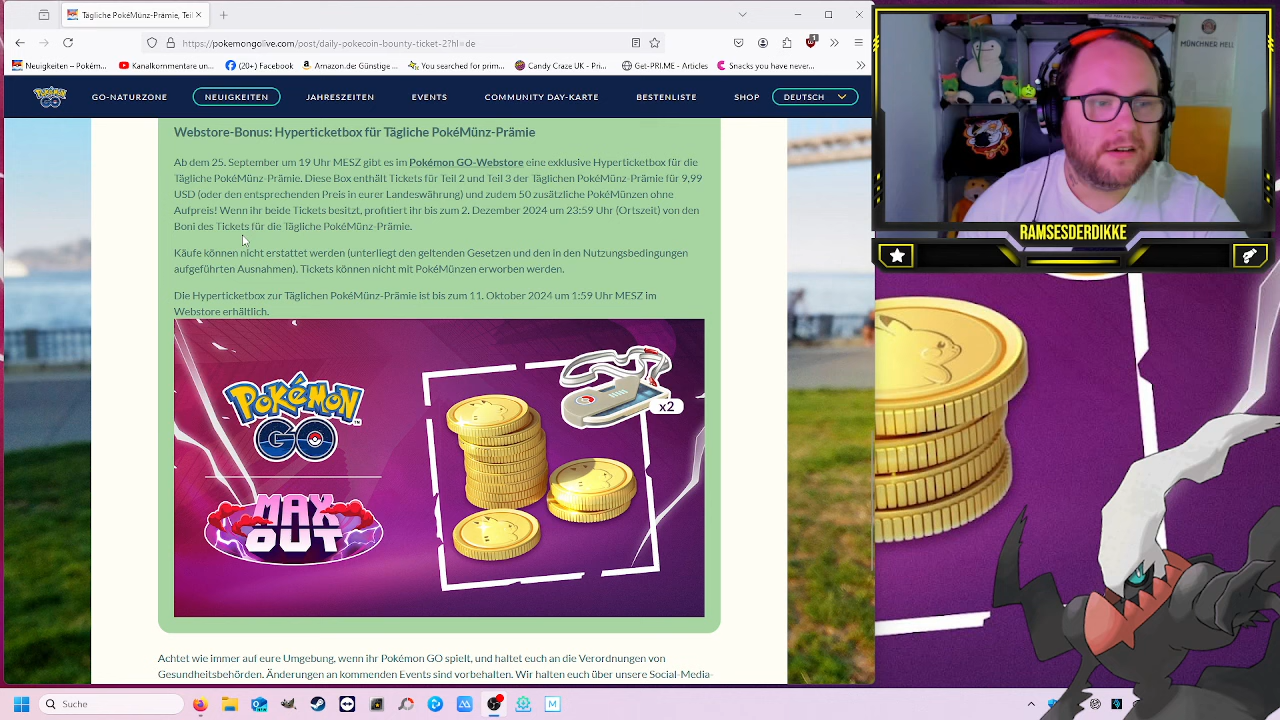 Tägliche PokéMünz-Prämie, Teil
https://pokemongolive.com/post/daily-pokecoin-bounty-ticket-2?hl=de
1
Neuigkeiten – Pokém...
Kanalkommentare un...
(20+) Facebook
Amazon.de: Günstige ...
You searched for prim...
Candy Store UK - Pri...
Get-PRI.ME - Articles
Snacks you have never...
GO-NATURZONE
NEUIGKEITEN
JAHRESZEITEN
EVENTS
COMMUNITY DAY-KARTE
BESTENLISTE
SHOP
DEUTSCH
Webstore-Bonus: Hyperticketbox für Tägliche PokéMünz-Prämie
Ab dem 25. September um 19 Uhr MESZ gibt es im Pokémon GO-Webstore eine exklusive Hyperticketbox für die
Tägliche PokéMünz-Prämie. Diese Box enthält Tickets für Teil 2 und Teil 3 der Täglichen PokéMünz-Prämie für 9,99
USD (oder den entsprechenden Preis in eurer Landeswährung) und zudem 50 zusätzliche PokéMünzen ohne
Aufpreis! Wenn ihr beide Tickets besitzt, profitiert ihr bis zum 2. Dezember 2024 um 23:59 Uhr (Ortszeit) von den
Boni des Tickets für die Tägliche PokéMünz-Prämie.
Käufe können nicht erstattet werden (unterliegt den geltenden Gesetzen und den in den Nutzungsbedingungen
aufgeführten Ausnahmen). Tickets können nicht mit PokéMünzen erworben werden.
Die Hyperticketbox zur Täglichen PokéMünz-Prämie ist bis zum 11. Oktober 2024 um 1:59 Uhr MESZ im
Webstore erhältlich.
POKéMON
GO
MAX
OUT
x2
Achtet wie immer auf eure Umgebung, wenn ihr Pokémon GO spielt, und haltet euch an die Verordnungen von
Gesundheitsbehörden. Änderungen an kommenden Events sind vorbehalten. Wir halten euch über unsere Social-Media-
MÜNCHNER HELL
RAMSESDERDIKKE
Suche